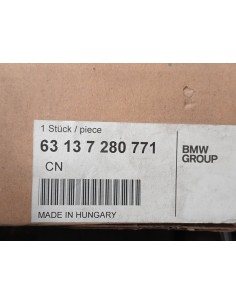 1 Stück / piece
63 13 7 280 771
CN
BMW
GROUP
MADE IN HUNGARY